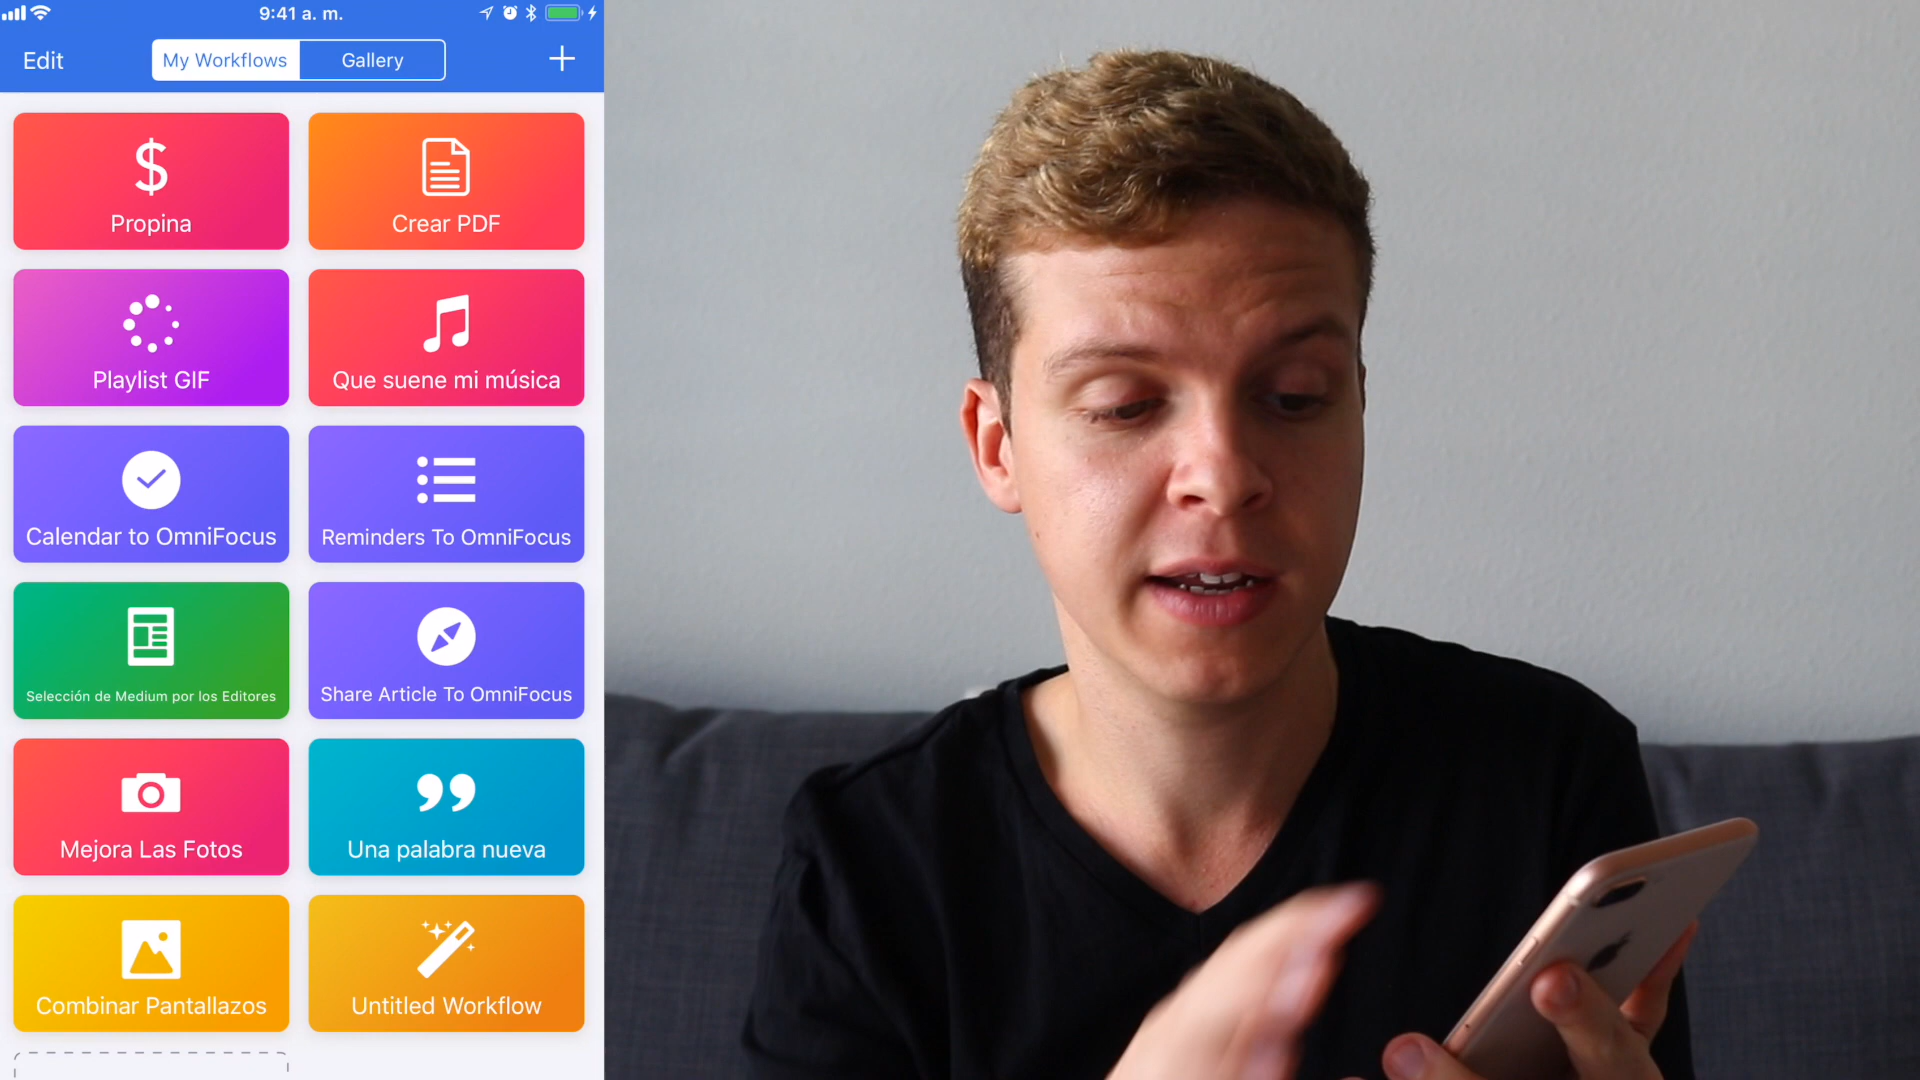 9:41 a. m.
Edit
My Workflows
Gallery
Propina
Crear PDF
Playlist GIF
Que suene mi música
Calendar to OmniFocus
Reminders To OmniFocus
Selección de Medium por los Editores
Share Article To OmniFocus
Mejora Las Fotos
Una palabra nueva
Combinar Pantallazos
Untitled Workflow